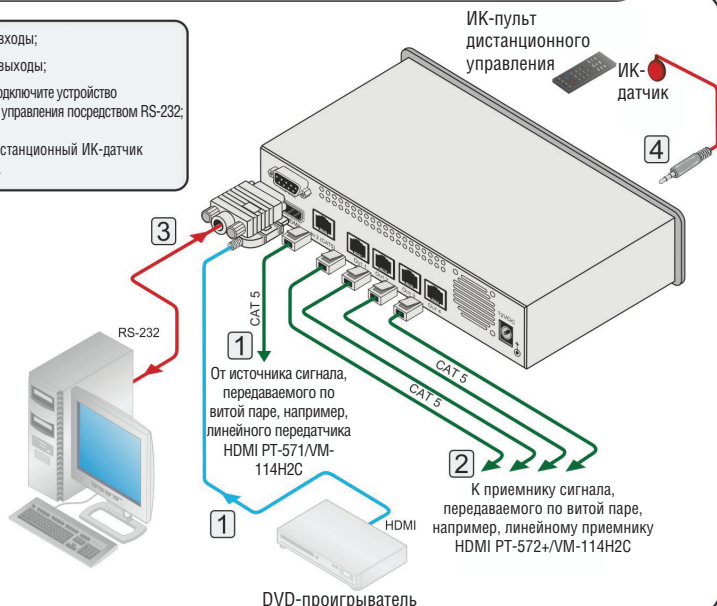 входы;
выходы;
одключите устройство
управления посредством RS-232;
станционный ИК-датчик
ИК-пульт
дистанционного
управления
ИК-
датчик
4
3
RS-232
CAT 5
1
От источника сигнала,
передаваемого по
витой паре, например,
линейного передатчика
HDMI PT-571/VM-
114H2C
12VDC
CAT 5
CAT 5
2
К приемнику сигнала,
передаваемого по витой паре,
например, линейному приемнику
HDMI PT-572+/VM-114H2C
1
HDMI
DVD-проигрыватель